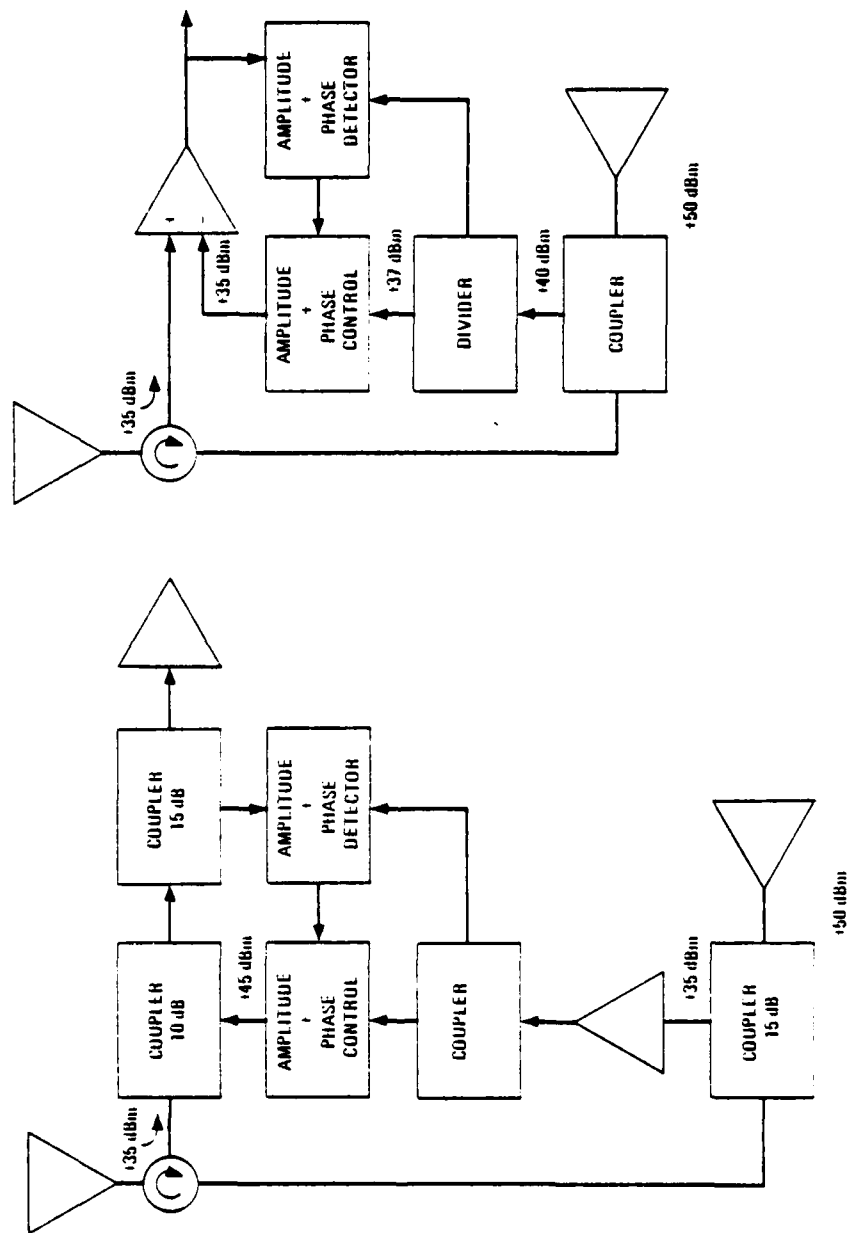 +35 dBm
+
−
+35 dBm
AMPLITUDE
+
PHASE
DETECTOR
AMPLITUDE
+
PHASE
CONTROL
+37 dBm
DIVIDER
+40 dBm
COUPLER
+50 dBm
+35 dBm
COUPLER
10 dB
COUPLER
15 dB
+45 dBm
AMPLITUDE
+
PHASE
CONTROL
AMPLITUDE
+
PHASE
DETECTOR
COUPLER
+35 dBm
COUPLER
15 dB
+50 dBm